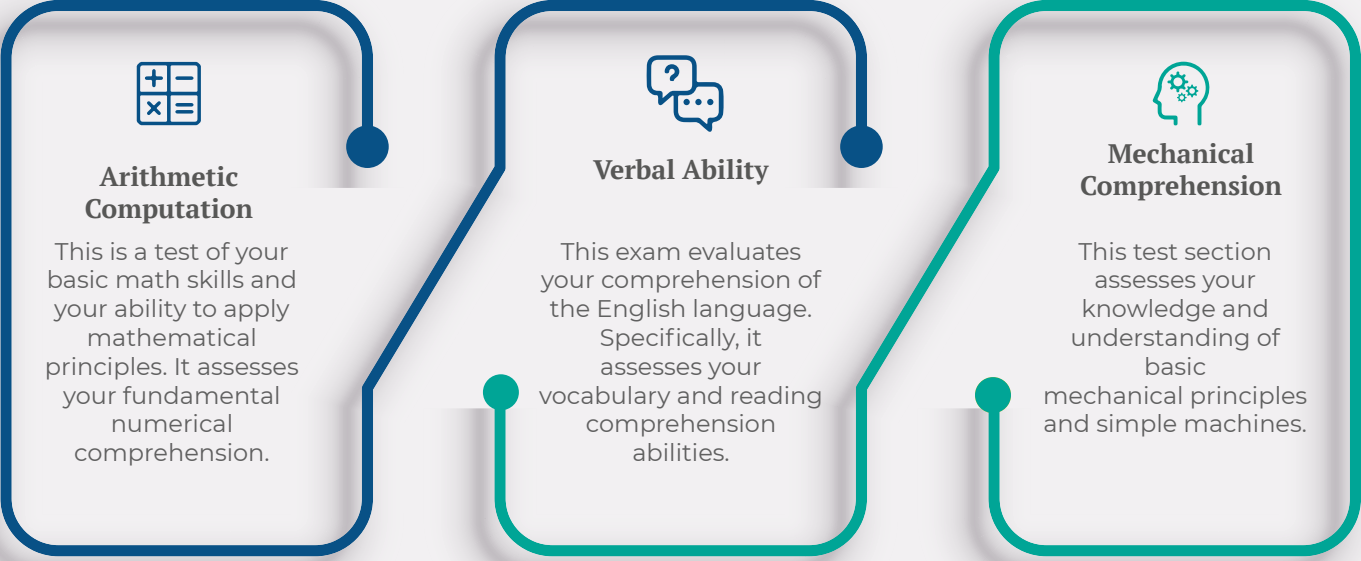 Arithmetic
Computation
This is a test of your
basic math skills and
your ability to apply
mathematical
principles. It assesses
your fundamental
numerical
comprehension.
Verbal Ability
This exam evaluates
your comprehension of
the English language.
Specifically, it
assesses your
vocabulary and reading
comprehension
abilities.
Mechanical
Comprehension
This test section
assesses your
knowledge and
understanding of
basic
mechanical principles
and simple machines.